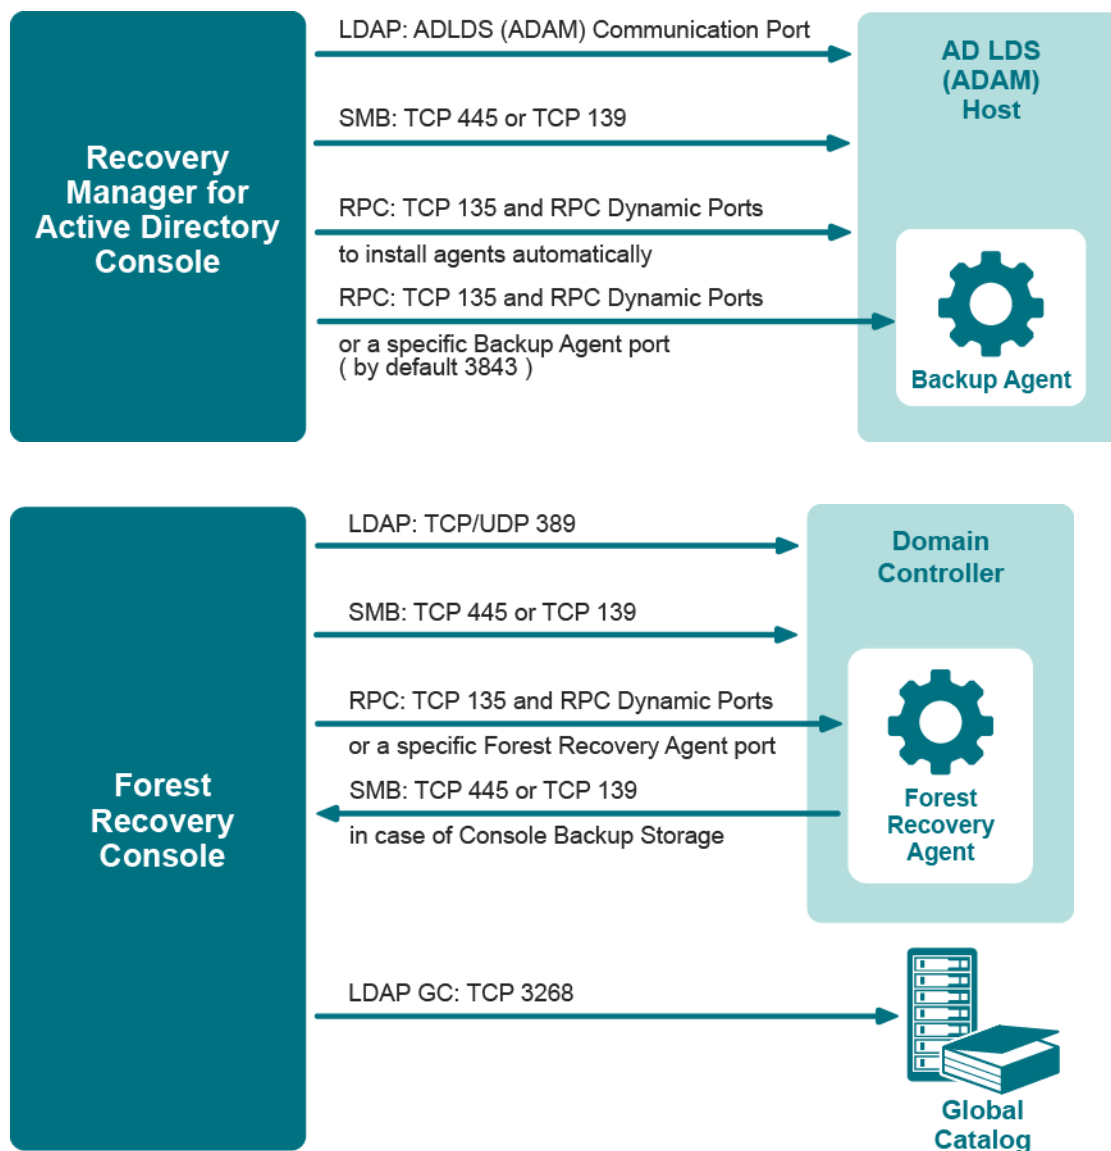 Recovery
Manager for
Active Directory
Console
LDAP: ADLDS (ADAM) Communication Port
SMB: TCP 445 or TCP 139
RPC: TCP 135 and RPC Dynamic Ports
to install agents automatically
RPC: TCP 135 and RPC Dynamic Ports
or a specific Backup Agent port
( by default 3843 )
AD LDS
(ADAM)
Host
Backup Agent
Forest
Recovery
Console
LDAP: TCP/UDP 389
SMB: TCP 445 or TCP 139
RPC: TCP 135 and RPC Dynamic Ports
or a specific Forest Recovery Agent port
SMB: TCP 445 or TCP 139
in case of Console Backup Storage
LDAP GC: TCP 3268
Domain
Controller
Forest
Recovery
Agent
Global
Catalog